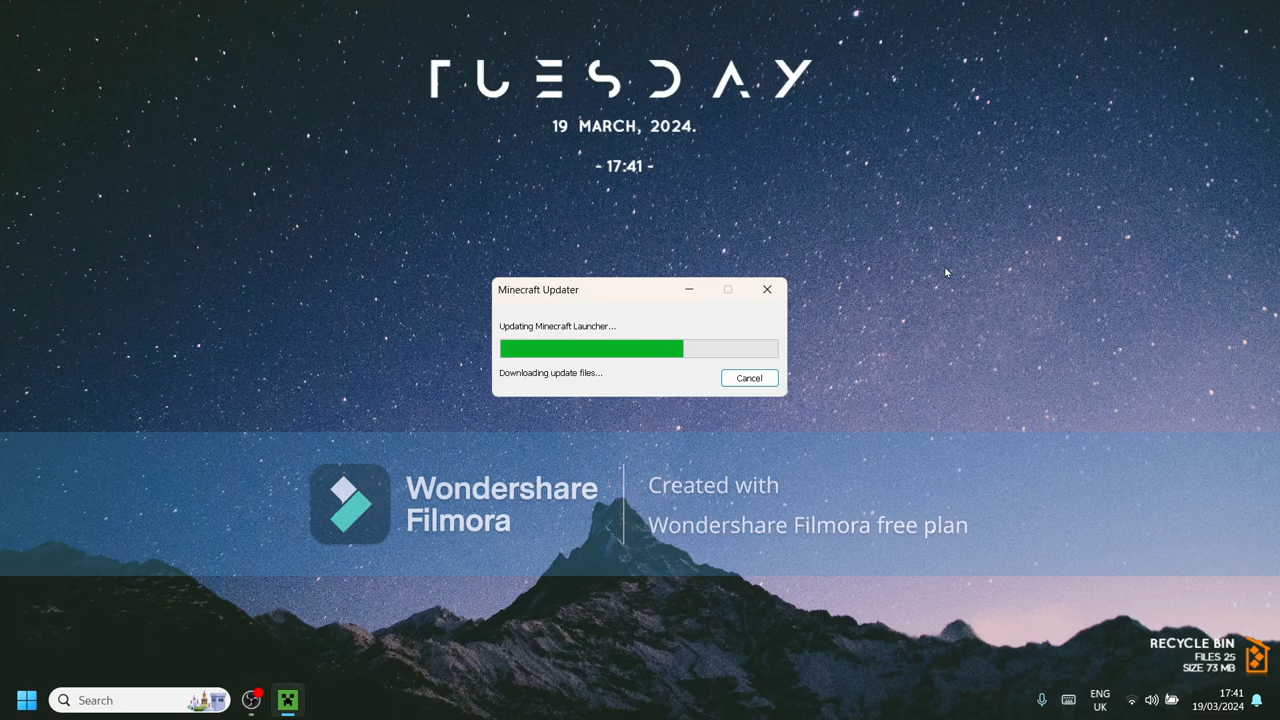 TUESDAY
19 MARCH, 2024.
- 17:41 -
Minecraft Updater
Updating Minecraft Launcher...
Downloading update files...
Cancel
Wondershare
Filmora
Created with
Wondershare Filmora free plan
RECYCLE BIN
FILES 25
SIZE 73 MB
Search
ENG
UK
17:41
19/03/2024